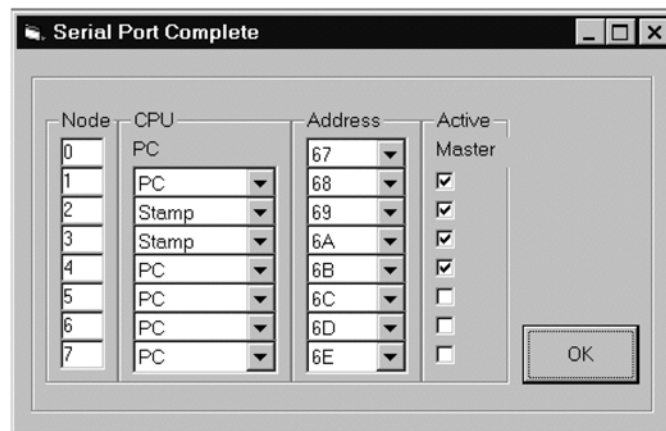 Serial Port Complete
Node CPU Address Active
0 PC 67 Master
1 PC 68
2 Stamp 69
3 Stamp 6A
4 PC 6B
5 PC 6C
6 PC 6D
7 PC 6E
OK